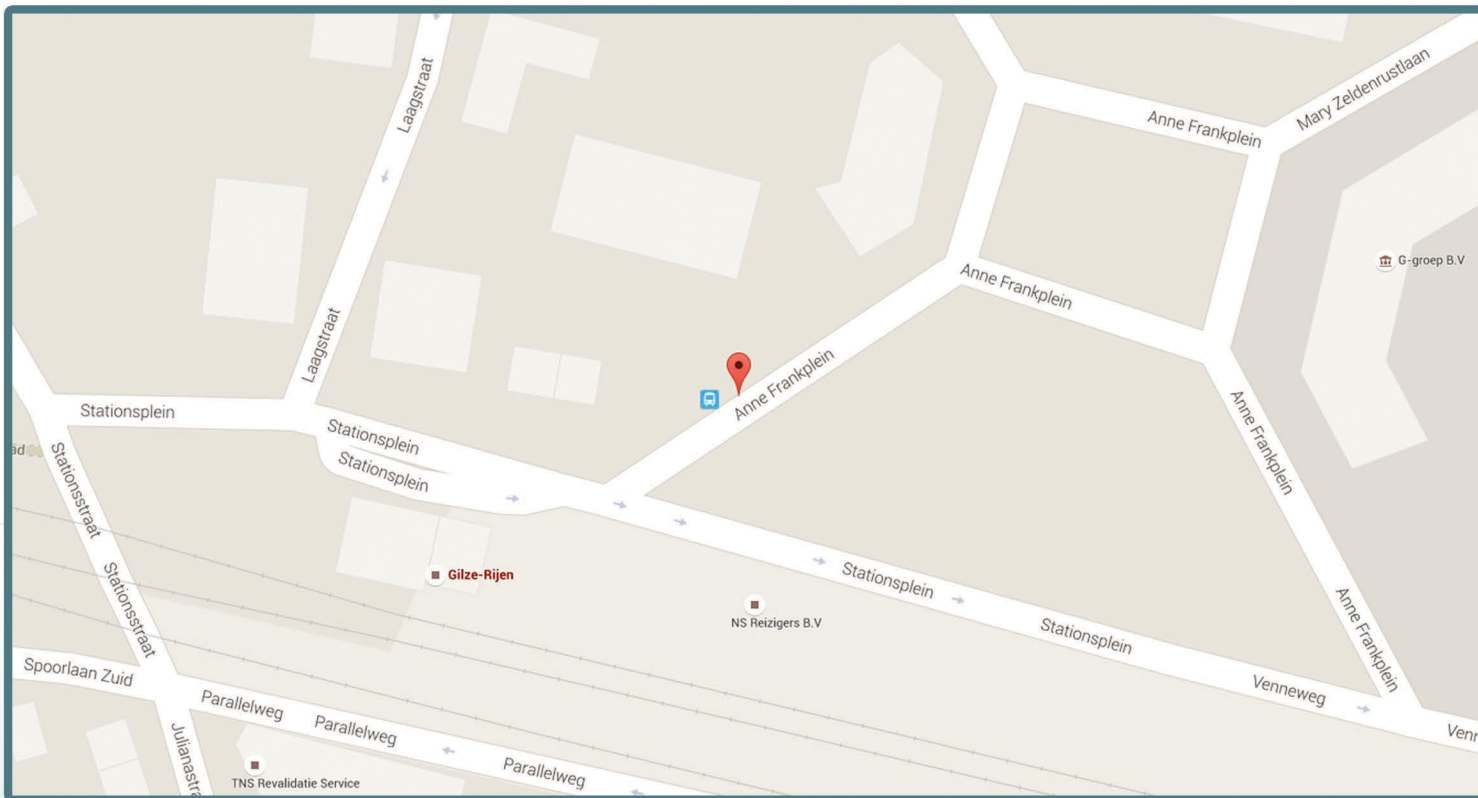 Laagstraat
Anne Frankplein
Mary Zeldenrustlaan
G-groep B.V
Anne Frankplein
Laagstraat
Anne Frankplein
Stationsplein
Stationsplein
Stationsplein
Anne Frankplein
Stationsstraat
Gilze-Rijen
NS Reizigers B.V
Stationsplein
Stationsstraat
Stationsplein
Anne Frankplein
Spoorlaan Zuid
Parallelweg
Parallelweg
Venneweg
Parallelweg
TNS Revalidatie Service